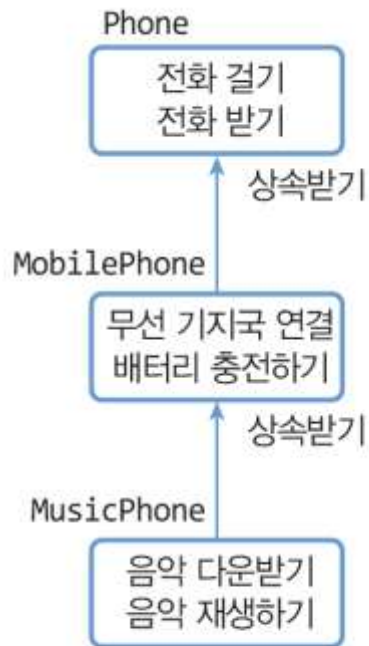 Phone
전화 걸기
전화 받기
상속받기
MobilePhone
무선 기지국 연결
배터리 충전하기
상속받기
MusicPhone
음악 다운받기
음악 재생하기